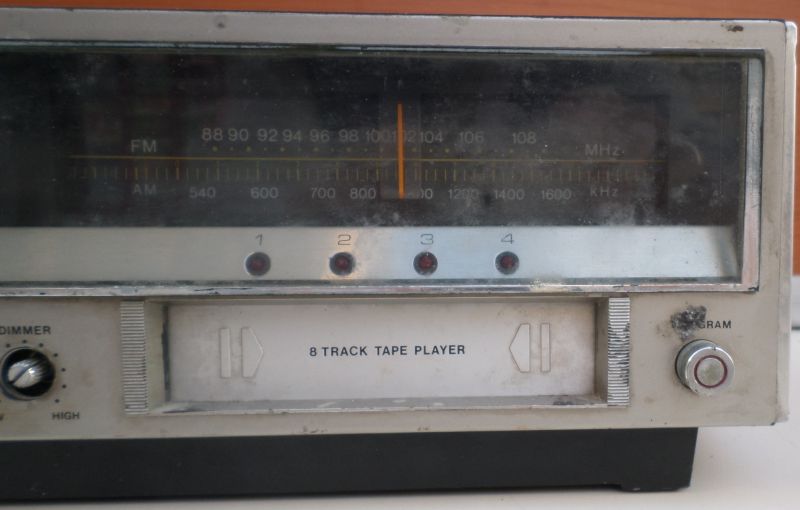 88 90 92 94 96 98 100 102 104 106 108
FM MHz
AM 540 600 700 800 1200 1400 1600 KHz
1 2 3 4
DIMMER
8 TRACK TAPE PLAYER
HIGH